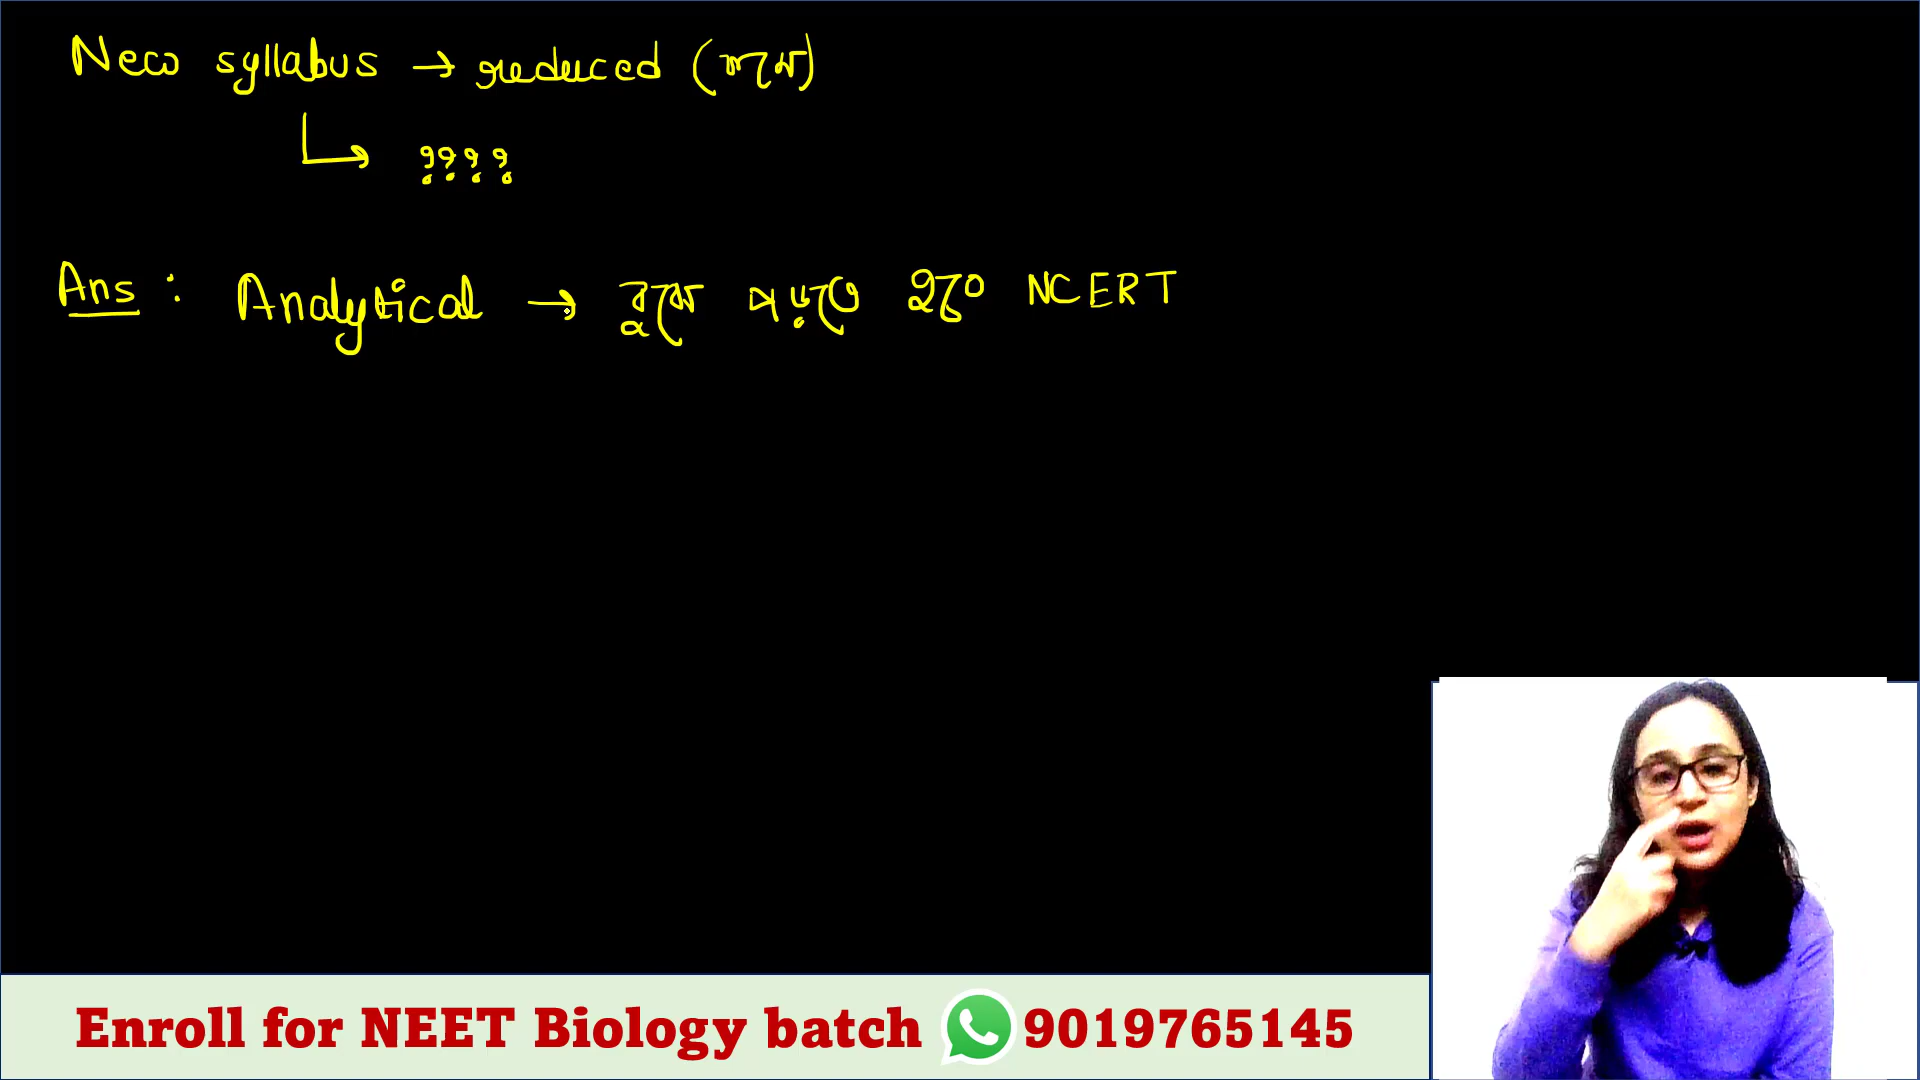 New syllabus → reduced (কমে)
↳ ????
Ans : Analytical → বুঝে পড়তে হবে NCERT
Enroll for NEET Biology batch 9019765145